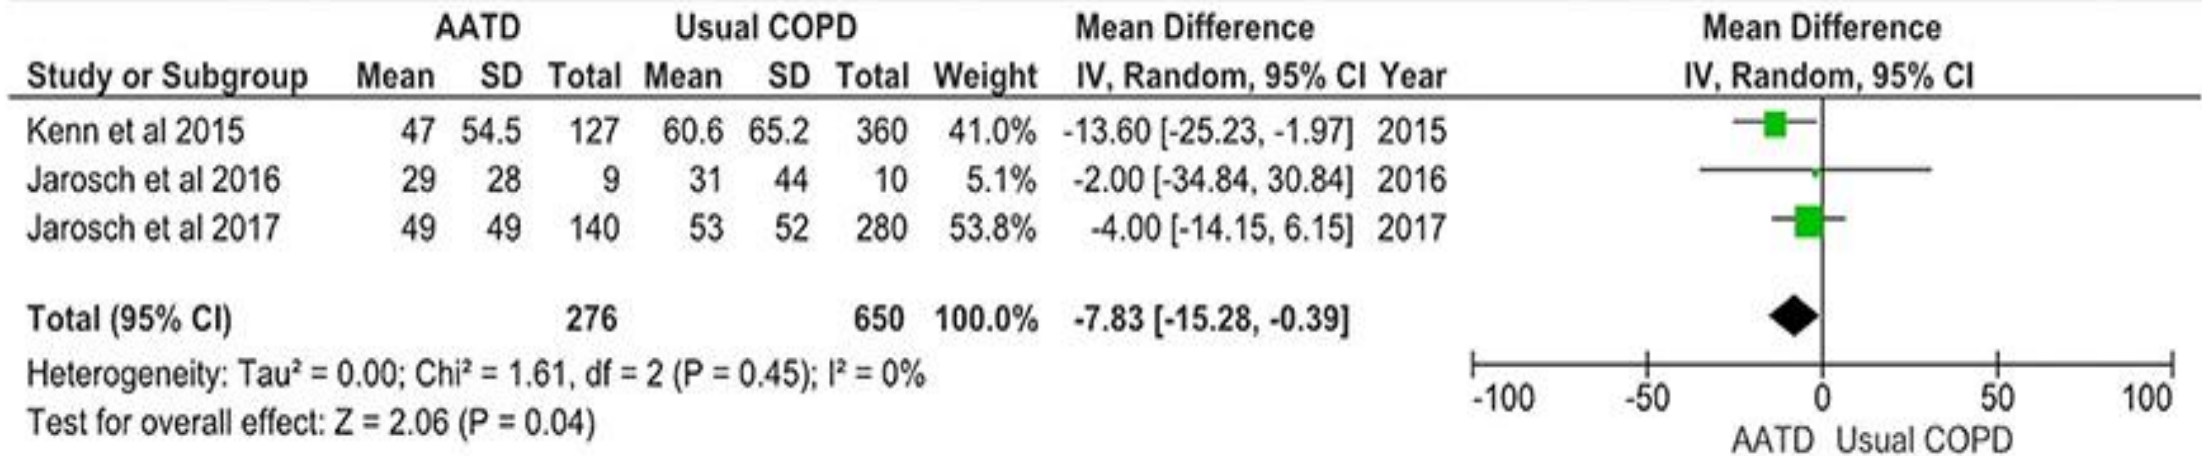 AATD Usual COPD Mean Difference Mean Difference
Study or Subgroup Mean SD Total Mean SD Total Weight IV, Random, 95% CI Year IV, Random, 95% CI
Kenn et al 2015 47 54.5 127 60.6 65.2 360 41.0% -13.60 [-25.23, -1.97] 2015
Jarosch et al 2016 29 28 9 31 44 10 5.1% -2.00 [-34.84, 30.84] 2016
Jarosch et al 2017 49 49 140 53 52 280 53.8% -4.00 [-14.15, 6.15] 2017
Total (95% CI) 276 650 100.0% -7.83 [-15.28, -0.39]
Heterogeneity: Tau² = 0.00; Chi² = 1.61, df = 2 (P = 0.45); I² = 0%
Test for overall effect: Z = 2.06 (P = 0.04)
-100 -50 0 50 100
AATD Usual COPD